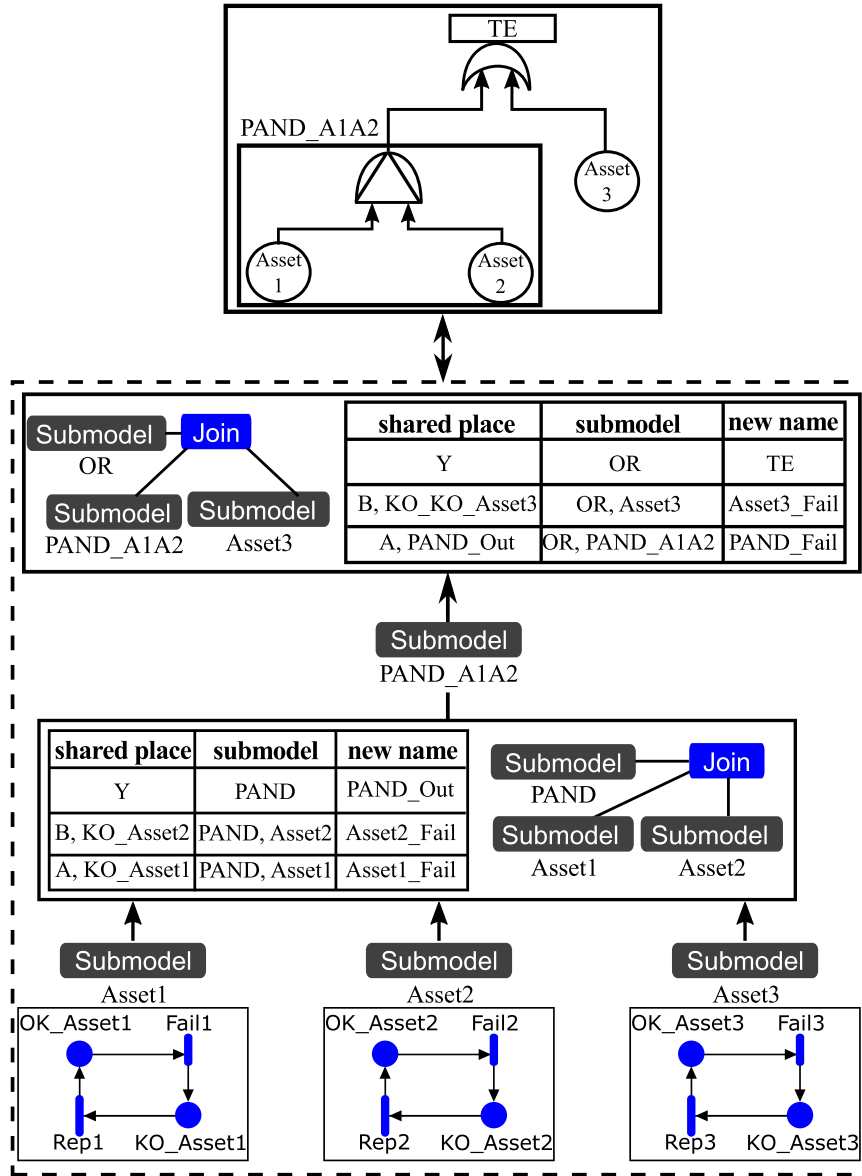 TE
PAND_A1A2
Asset
3
Asset
1
Asset
2
Submodel
OR
Join
Submodel
PAND_A1A2
Submodel
Asset3
shared place submodel new name
Y OR TE
B, KO_KO_Asset3 OR, Asset3 Asset3_Fail
A, PAND_Out OR, PAND_A1A2 PAND_Fail
Submodel
PAND_A1A2
shared place submodel new name
Y PAND PAND_Out
B, KO_Asset2 PAND, Asset2 Asset2_Fail
A, KO_Asset1 PAND, Asset1 Asset1_Fail
Submodel
PAND
Join
Submodel
Asset1
Submodel
Asset2
Submodel
Asset1
Submodel
Asset2
Submodel
Asset3
OK_Asset1 Fail1
Rep1 KO_Asset1
OK_Asset2 Fail2
Rep2 KO_Asset2
OK_Asset3 Fail3
Rep3 KO_Asset3